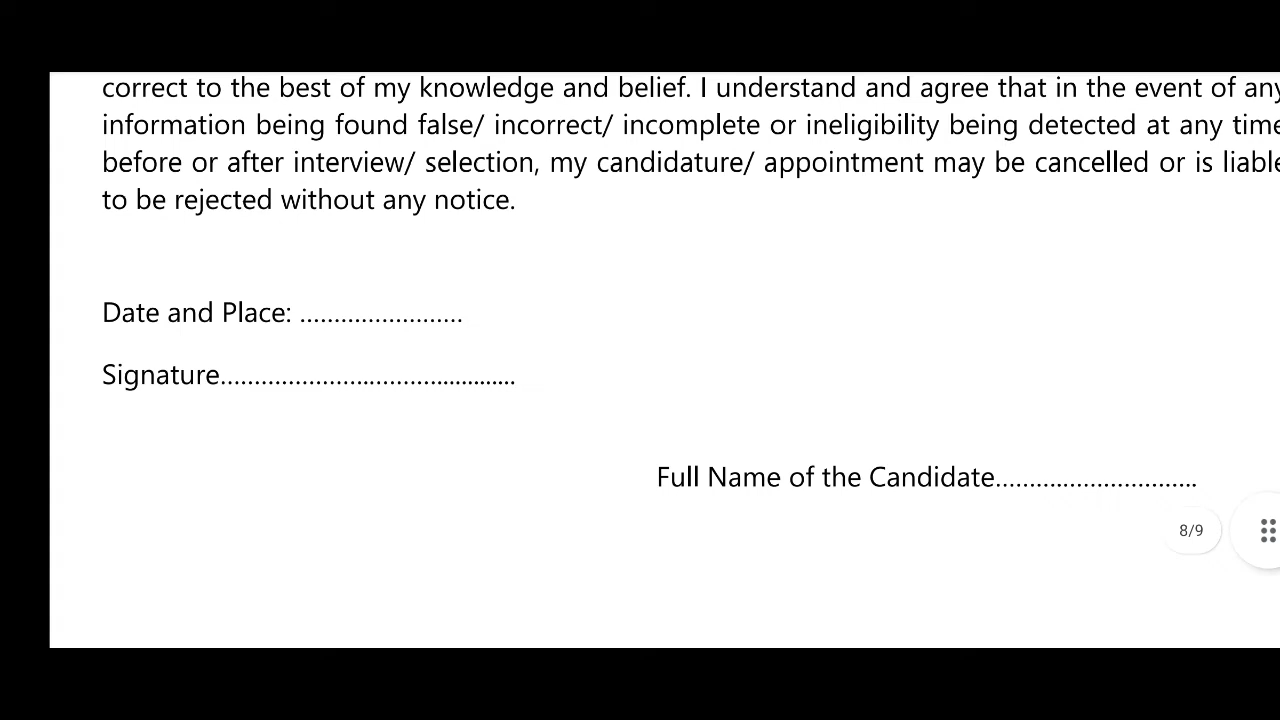 correct to the best of my knowledge and belief. I understand and agree that in the event of any
information being found false/ incorrect/ incomplete or ineligibility being detected at any time
before or after interview/ selection, my candidature/ appointment may be cancelled or is liable
to be rejected without any notice.
Date and Place: ........................
Signature.............................................
Full Name of the Candidate..............................
8/9